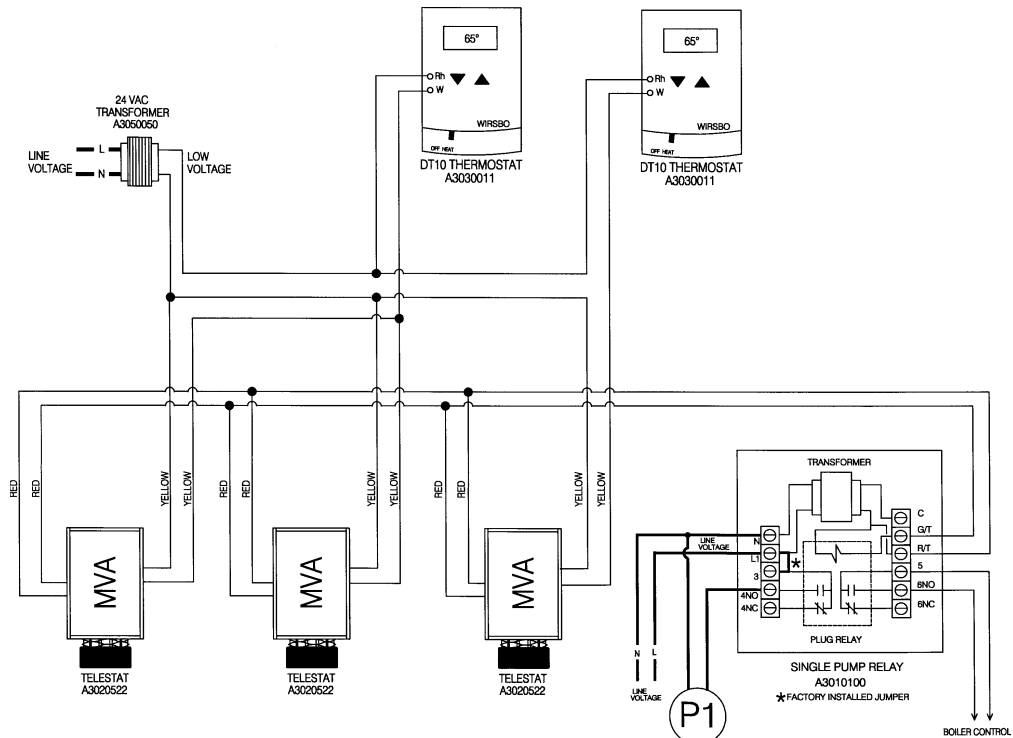 65°
Rh
W
WIRSBO
OFF HEAT
DT10 THERMOSTAT
A3030011
65°
Rh
W
WIRSBO
OFF HEAT
DT10 THERMOSTAT
A3030011
24 VAC
TRANSFORMER
A3050050
LINE
VOLTAGE
L
N
LOW
VOLTAGE
RED
RED
YELLOW
YELLOW
RED
RED
YELLOW
YELLOW
RED
RED
YELLOW
YELLOW
MVA
TELESTAT
A3020522
MVA
TELESTAT
A3020522
MVA
TELESTAT
A3020522
TRANSFORMER
LINE
VOLTAGE
N
L1
3
4NO
4NC
*
C
G/T
R/T
5
6NO
6NC
PLUG RELAY
SINGLE PUMP RELAY
A3010100
*FACTORY INSTALLED JUMPER
N
L
LINE
VOLTAGE
P1
BOILER CONTROL